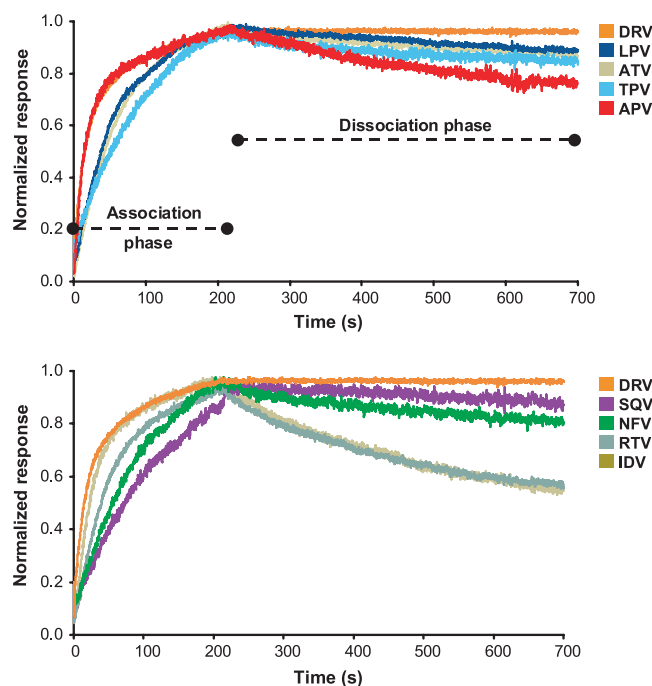 Normalized response
1.0
0.8
0.6
0.4
0.2
0.0
Dissociation phase
Association
phase
0
100
200
300
400
500
600
700
Time (s)
DRV
LPV
ATV
TPV
APV
Normalized response
1.0
0.8
0.6
0.4
0.2
0.0
0
100
200
300
400
500
600
700
Time (s)
DRV
SQV
NFV
RTV
IDV